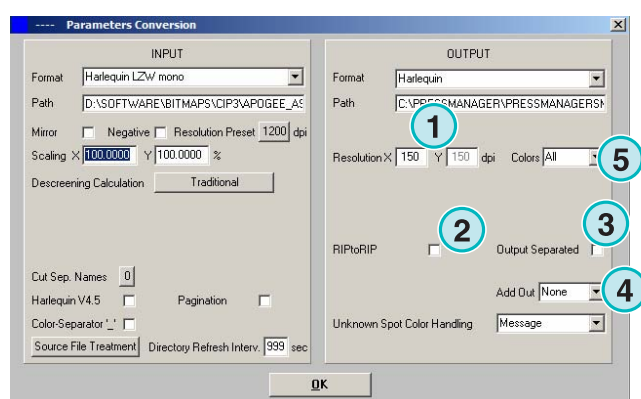 ---- Parameters Conversion
INPUT
Format Harlequin LZW mono
Path D:\SOFTWARE\BITMAPS\CIP3\APOGEE_AS
Mirror Negative Resolution Preset 1200 dpi
Scaling X 100.0000 Y 100.0000 %
Descreening Calculation Traditional
Cut Sep. Names 0
Harlequin V4.5 Pagination
Color-Separator '_'
Source File Treatment Directory Refresh Interv. 999 sec
OUTPUT
Format Harlequin
Path C:\PRESSMANAGER\PRESSMANAGERSM
1
Resolution X 150 Y 150 dpi Colors All 5
2 3
RIPtoRIP Output Separated
Add Out None 4
Unknown Spot Color Handling Message
OK